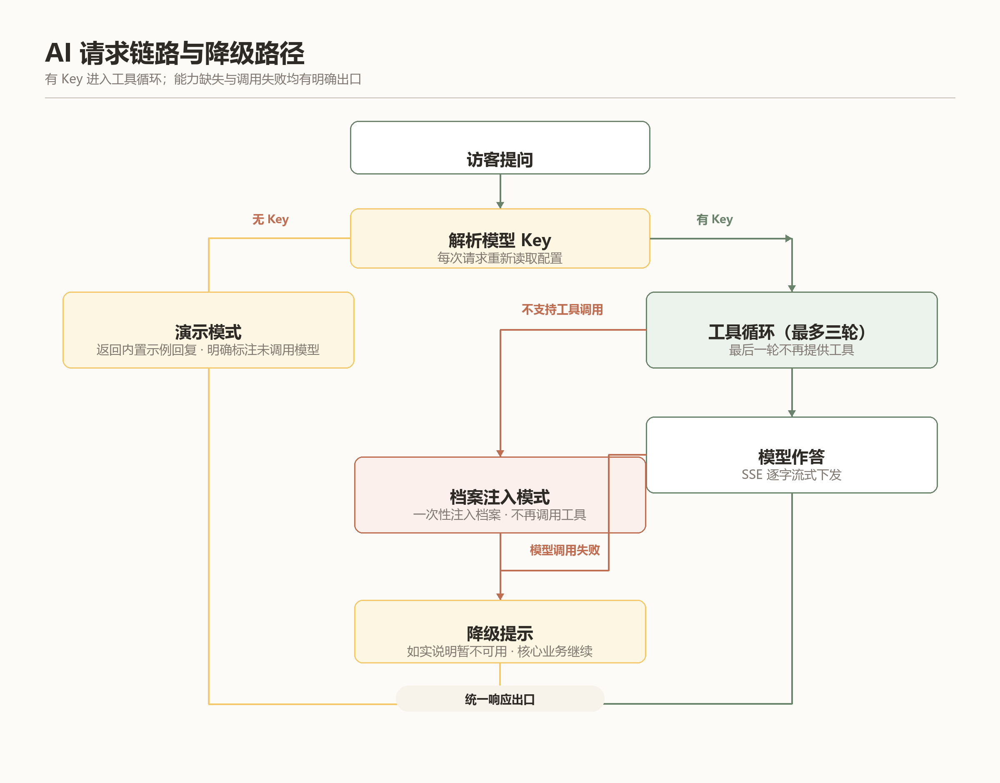 AI 请求链路与降级路径
有 Key 进入工具循环；能力缺失与调用失败均有明确出口
访客提问
无 Key
有 Key
解析模型 Key
每次请求重新读取配置
不支持工具调用
演示模式
返回内置示例回复 · 明确标注未调用模型
工具循环（最多三轮）
最后一轮不再提供工具
模型作答
SSE 逐字流式下发
档案注入模式
一次性注入档案 · 不再调用工具
模型调用失败
降级提示
如实说明暂不可用 · 核心业务继续
统一响应出口